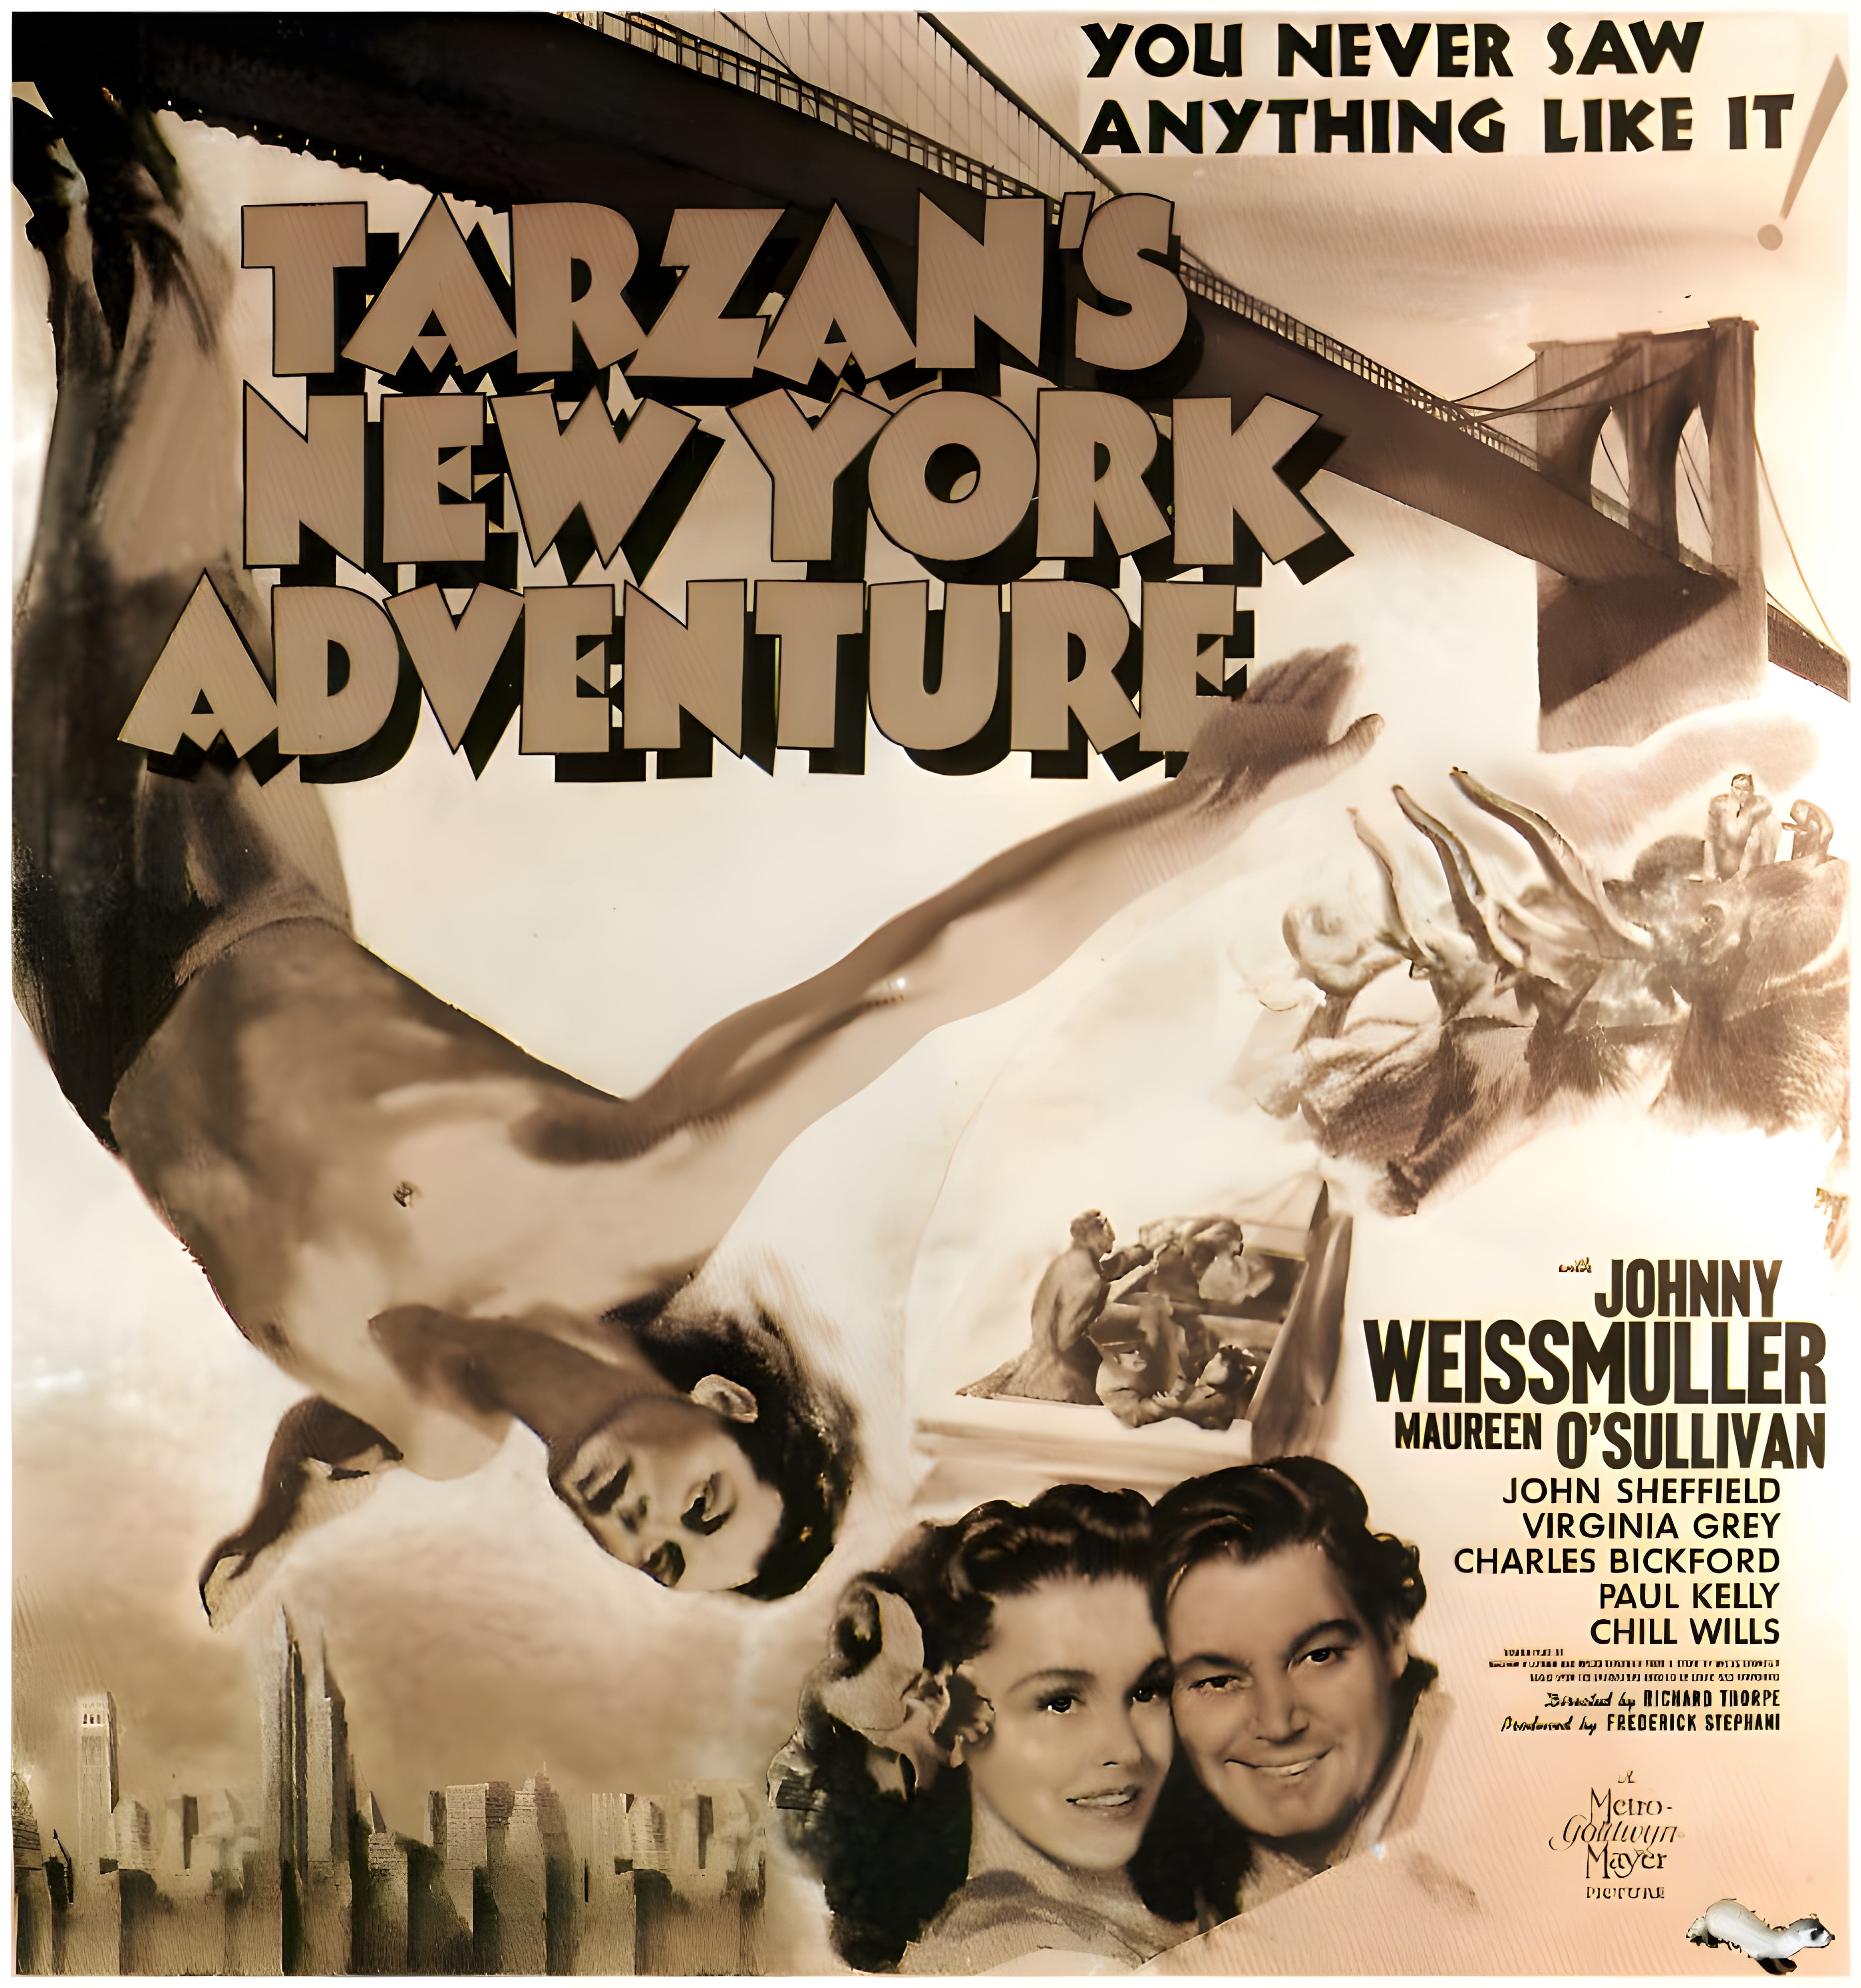 YOU NEVER SAW
ANYTHING LIKE IT!
TARZAN'S
NEW YORK
ADVENTURE
with JOHNNY
WEISSMULLER
MAUREEN O'SULLIVAN
JOHN SHEFFIELD
VIRGINIA GREY
CHARLES BICKFORD
PAUL KELLY
CHILL WILLS
Directed by RICHARD THORPE
Produced by FREDERICK STEPHANI
A
Metro-
Goldwyn
Mayer
PICTURE